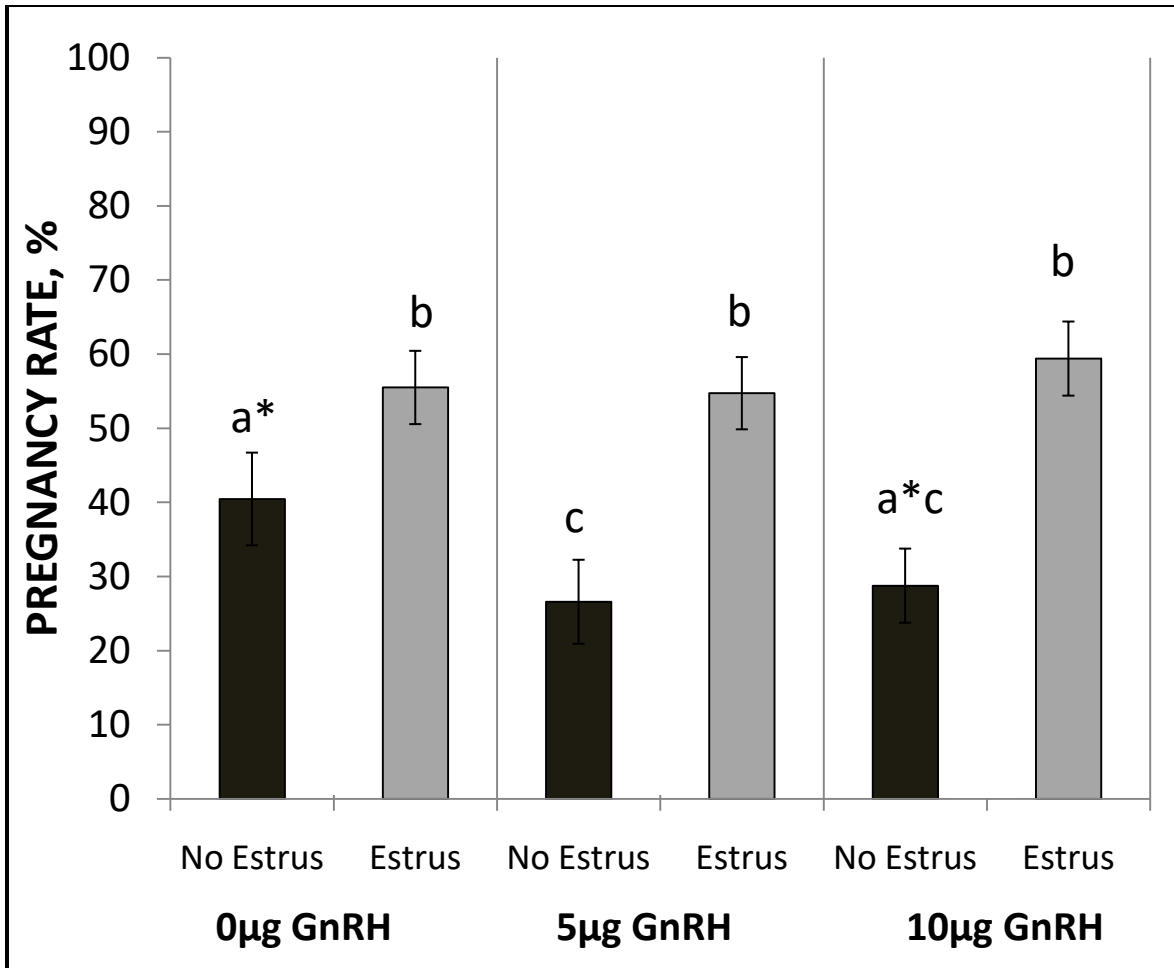 PREGNANCY RATE, %
100
90
80
70
60
50
40
30
20
10
0
a*
b
c
b
a*c
b
No Estrus Estrus No Estrus Estrus No Estrus Estrus
0µg GnRH 5µg GnRH 10µg GnRH